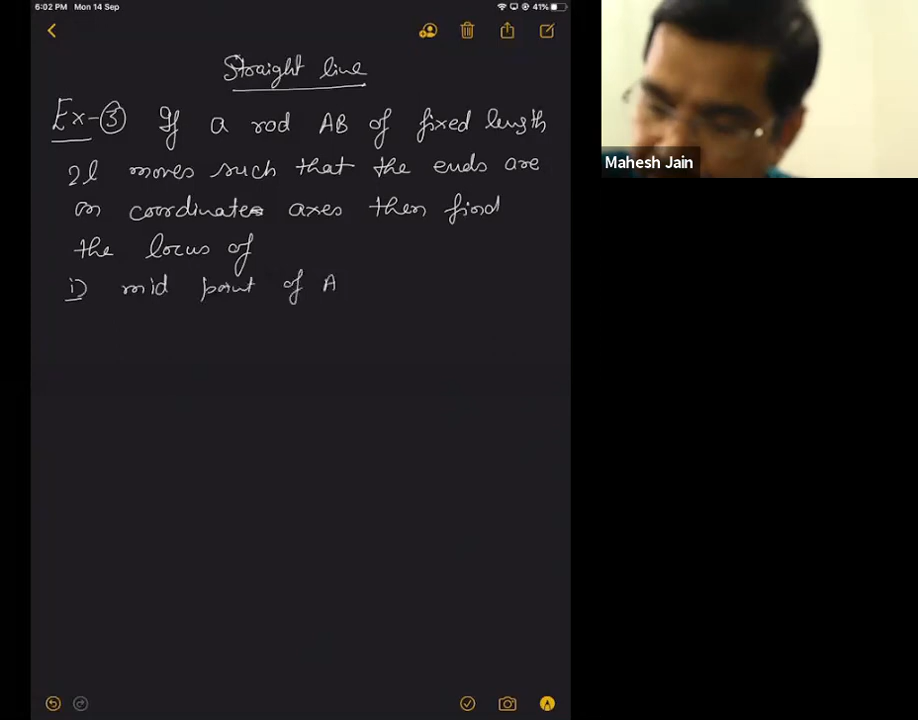 6:02 PM Mon 14 Sep
41%
Straight line
Ex-③ If a rod AB of fixed length
2l moves such that the ends are
on coordinates axes then find
the locus of
i) mid point of A
Mahesh Jain